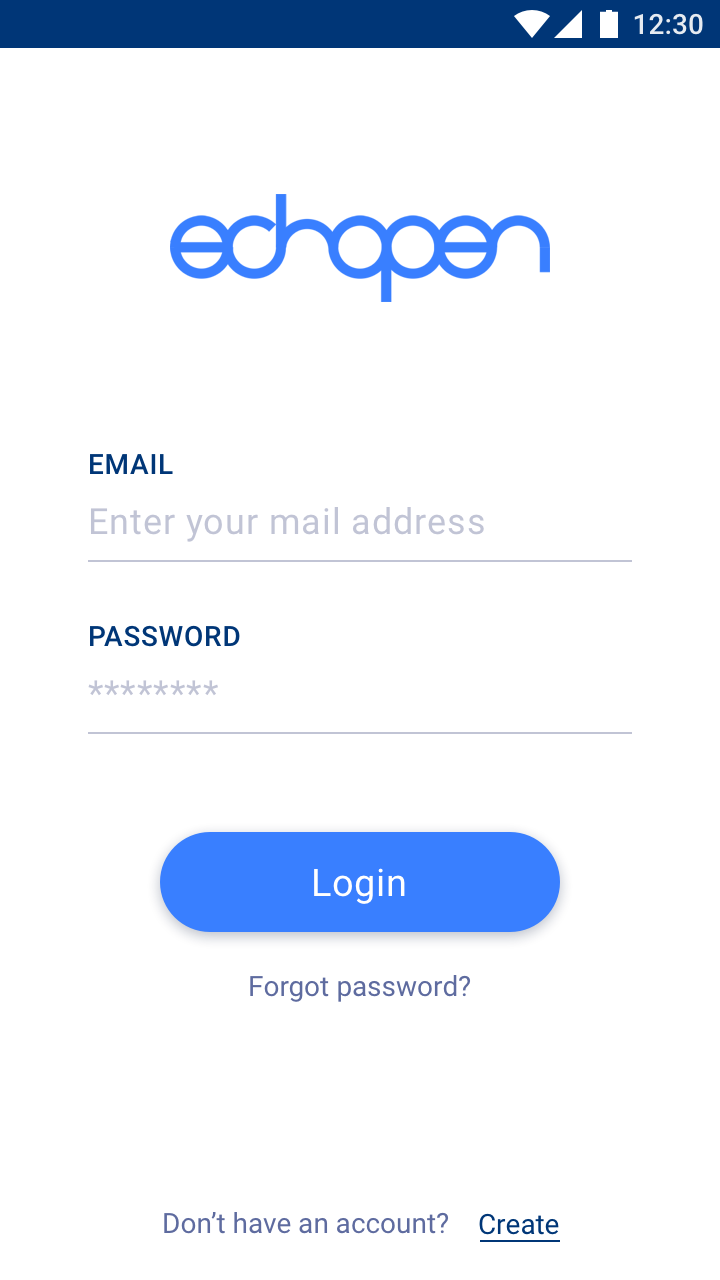 12:30
echopen
EMAIL
Enter your mail address
PASSWORD
********
Login
Forgot password?
Don’t have an account? Create